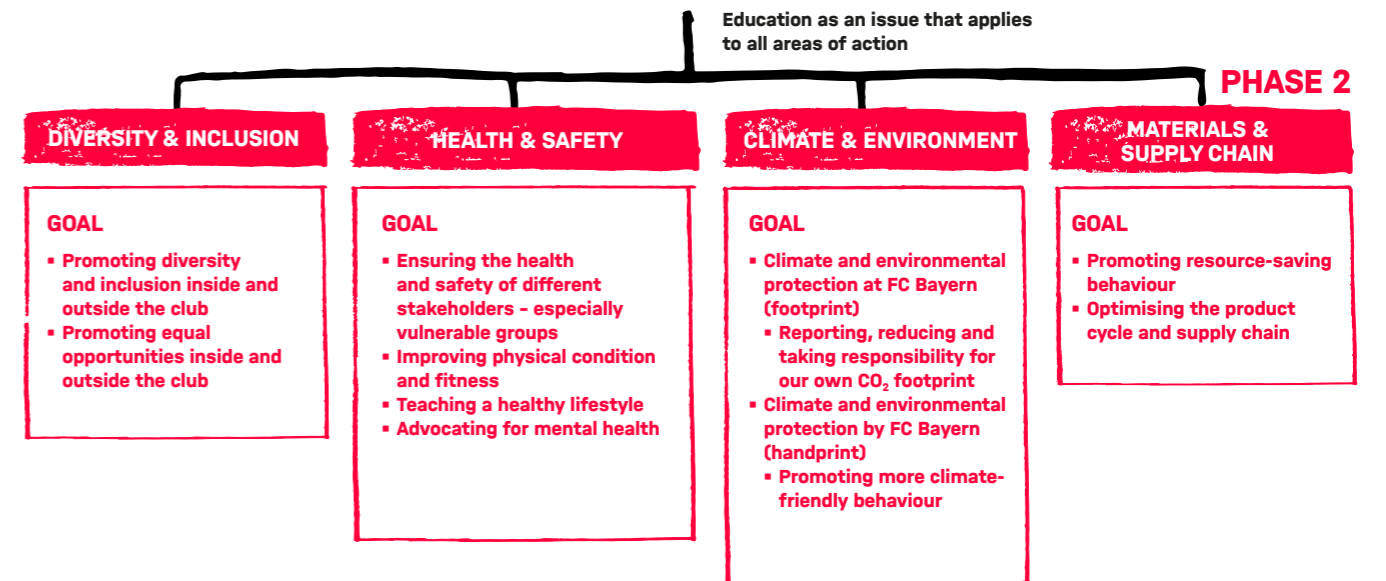 Education as an issue that applies
to all areas of action
PHASE 2
DIVERSITY & INCLUSION
GOAL
▪ Promoting diversity
and inclusion inside and
outside the club
▪ Promoting equal
opportunities inside and
outside the club
HEALTH & SAFETY
GOAL
▪ Ensuring the health
and safety of different
stakeholders – especially
vulnerable groups
▪ Improving physical condition
and fitness
▪ Teaching a healthy lifestyle
▪ Advocating for mental health
CLIMATE & ENVIRONMENT
GOAL
▪ Climate and environmental
protection at FC Bayern
(footprint)
▪ Reporting, reducing and
taking responsibility for
our own CO₂ footprint
▪ Climate and environmental
protection by FC Bayern
(handprint)
▪ Promoting more climate-
friendly behaviour
MATERIALS &
SUPPLY CHAIN
GOAL
▪ Promoting resource-saving
behaviour
▪ Optimising the product
cycle and supply chain